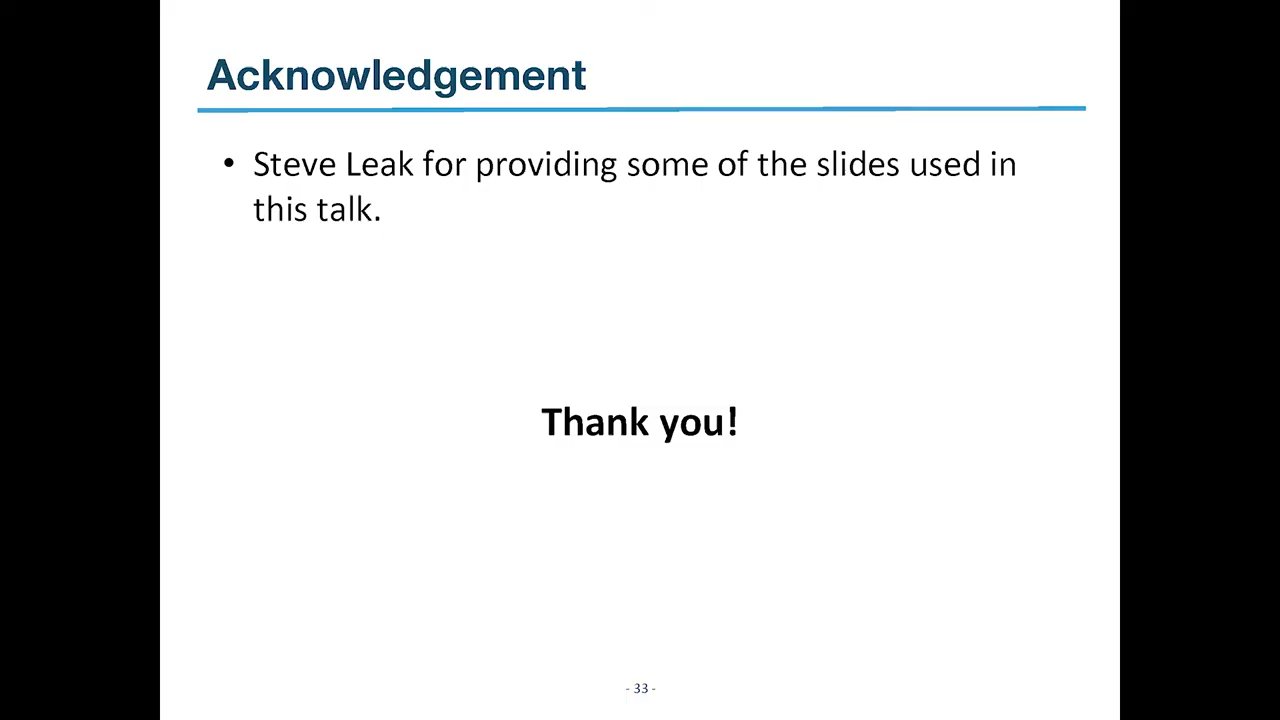 Acknowledgement
• Steve Leak for providing some of the slides used in
this talk.
Thank you!
- 33 -